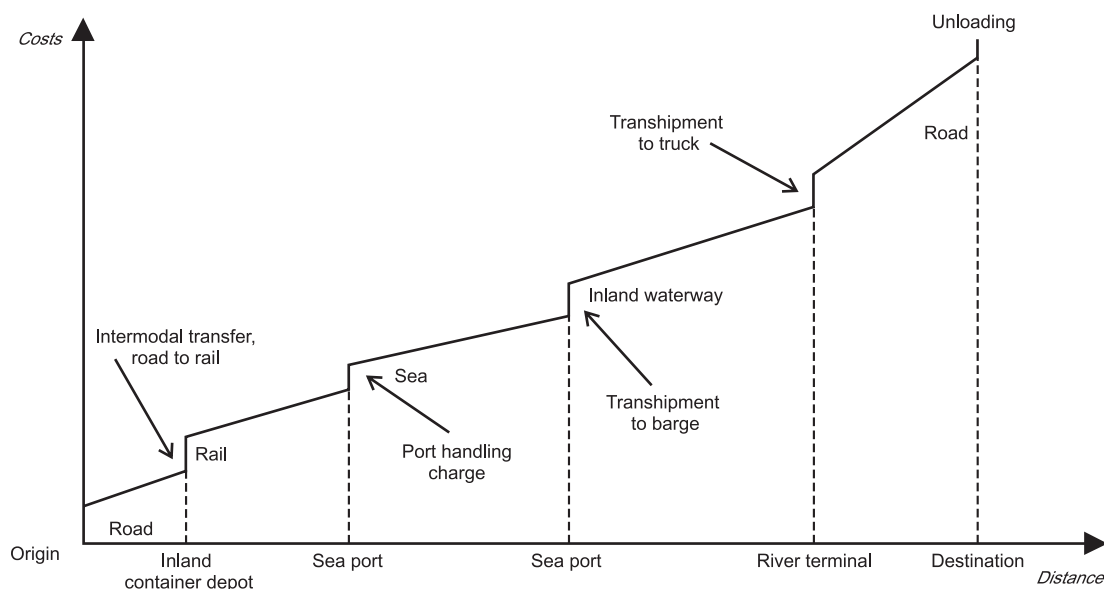 Costs
Unloading
Transhipment
to truck
Road
Inland waterway
Intermodal transfer,
road to rail
Sea
Transhipment
to barge
Rail
Port handling
charge
Road
Origin
Inland
container depot
Sea port
Sea port
River terminal
Destination
Distance